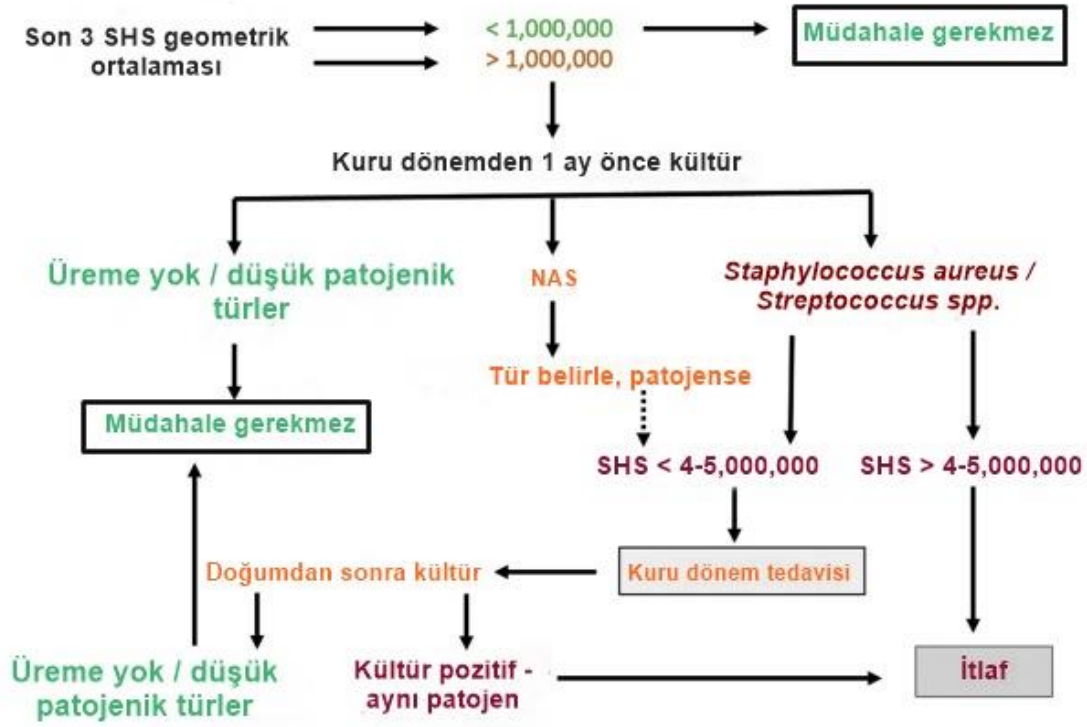 Son 3 SHS geometrik
ortalaması
< 1,000,000
> 1,000,000
Müdahale gerekmez
Kuru dönemden 1 ay önce kültür
Üreme yok / düşük patojenik
türler
NAS
Staphylococcus aureus /
Streptococcus spp.
Tür belirle, patojense
Müdahale gerekmez
SHS < 4-5,000,000
SHS > 4-5,000,000
Doğumdan sonra kültür
Kuru dönem tedavisi
Üreme yok / düşük
patojenik türler
Kültür pozitif -
aynı patojen
İtlaf